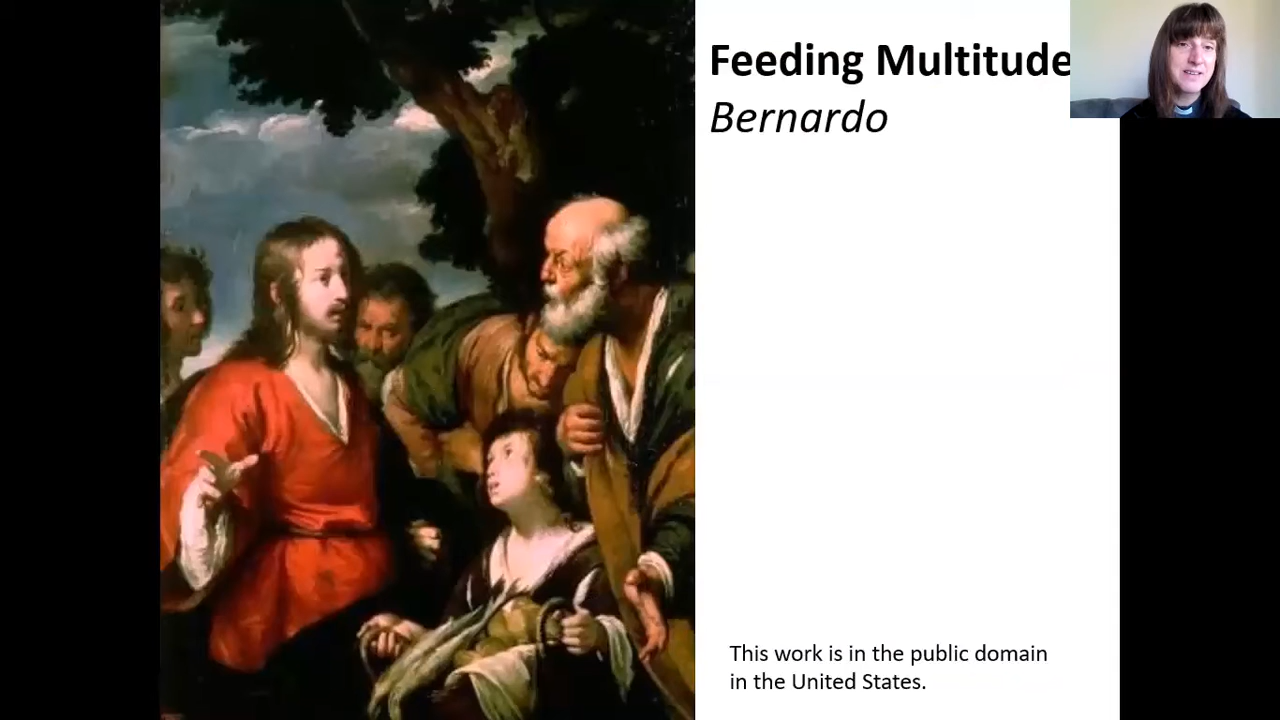 Feeding Multitude
Bernardo
This work is in the public domain
in the United States.